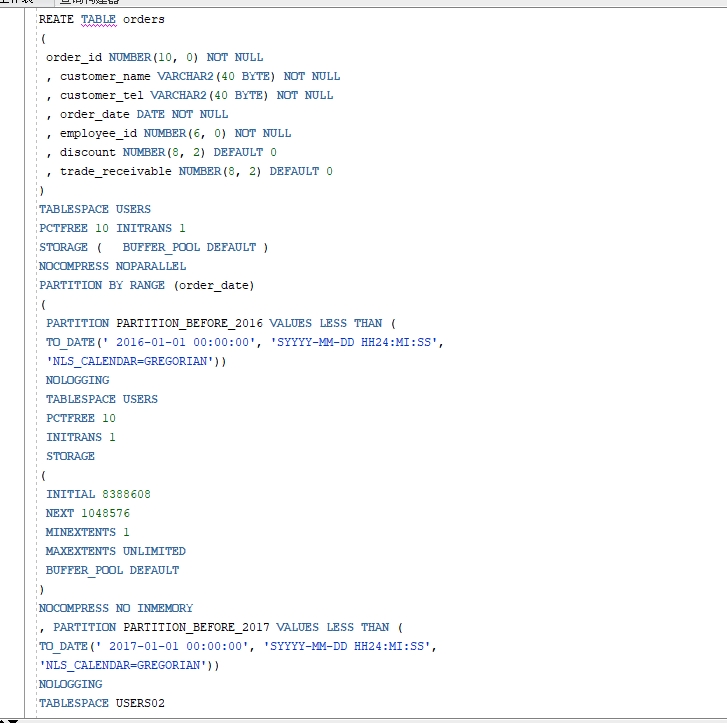 REATE TABLE orders
(
 order_id NUMBER(10, 0) NOT NULL
 , customer_name VARCHAR2(40 BYTE) NOT NULL
 , customer_tel VARCHAR2(40 BYTE) NOT NULL
 , order_date DATE NOT NULL
 , employee_id NUMBER(6, 0) NOT NULL
 , discount NUMBER(8, 2) DEFAULT 0
 , trade_receivable NUMBER(8, 2) DEFAULT 0
)
TABLESPACE USERS
PCTFREE 10 INITRANS 1
STORAGE (   BUFFER_POOL DEFAULT )
NOCOMPRESS NOPARALLEL
PARTITION BY RANGE (order_date)
(
 PARTITION PARTITION_BEFORE_2016 VALUES LESS THAN (
 TO_DATE(' 2016-01-01 00:00:00', 'SYYYY-MM-DD HH24:MI:SS',
 'NLS_CALENDAR=GREGORIAN'))
 NOLOGGING
 TABLESPACE USERS
 PCTFREE 10
 INITRANS 1
 STORAGE
(
 INITIAL 8388608
 NEXT 1048576
 MINEXTENTS 1
 MAXEXTENTS UNLIMITED
 BUFFER_POOL DEFAULT
)
NOCOMPRESS NO INMEMORY
, PARTITION PARTITION_BEFORE_2017 VALUES LESS THAN (
TO_DATE(' 2017-01-01 00:00:00', 'SYYYY-MM-DD HH24:MI:SS',
'NLS_CALENDAR=GREGORIAN'))
NOLOGGING
TABLESPACE USERS02